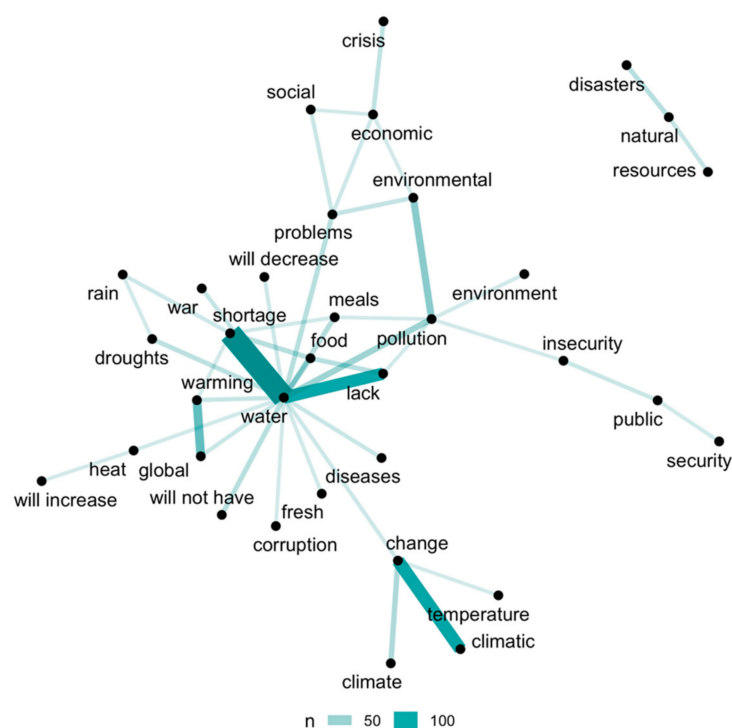 crisis
social
disasters
economic
natural
environmental
resources
problems
will decrease
rain
meals
environment
war
shortage
food
pollution
insecurity
droughts
warming
lack
water
public
security
heat
global
diseases
will increase
will not have
fresh
corruption
change
temperature
climatic
climate
n 50 100